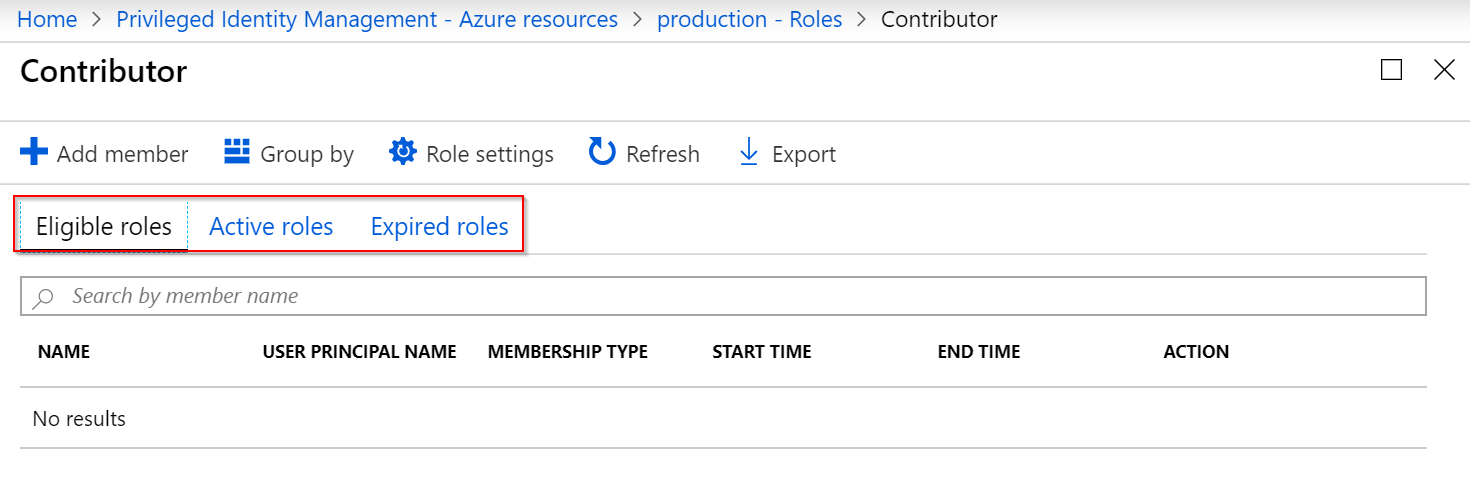 Home > Privileged Identity Management - Azure resources > production - Roles > Contributor
Contributor
Add member Group by Role settings Refresh Export
Eligible roles Active roles Expired roles
Search by member name
NAME USER PRINCIPAL NAME MEMBERSHIP TYPE START TIME END TIME ACTION
No results